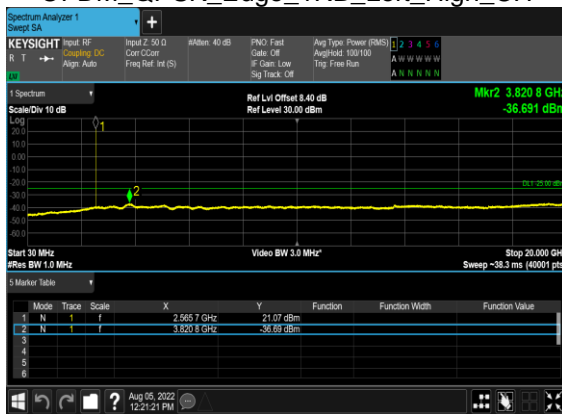 Spectrum Analyzer 1
Swept SA
+
KEYSIGHT Input: RF Input Z: 50 Ω #Atten: 40 dB PNO: Fast Avg Type: Power (RMS) 1 2 3 4 5 6
R T Coupling: DC Corr CCorr Gate: Off Avg|Hold: 100/100 A W W W W W
Align: Auto Freq Ref: Int (S) IF Gain: Low Trig: Free Run
LU Sig Track: Off A N N N N N
1 Spectrum Ref Lvl Offset 8.40 dB Mkr2 3.820 8 GH
Scale/Div 10 dB Ref Level 30.00 dBm -36.691 dBm
Log
20.0
10.0
0.00
-10.0
-20.0
-30.0
-40.0
-50.0
-60.0
1
2
Start 30 MHz Video BW 3.0 MHz* Stop 20.000 GH
#Res BW 1.0 MHz Sweep ~38.3 ms (40001 pts
5 Marker Table
Mode Trace Scale X Y Function Function Width Function Value
1 N 1 f 2.565 7 GHz 21.07 dBm
2 N 1 f 3.820 8 GHz -36.69 dBm
3
4
5
6
? Aug 05, 2022
12:21:21 PM